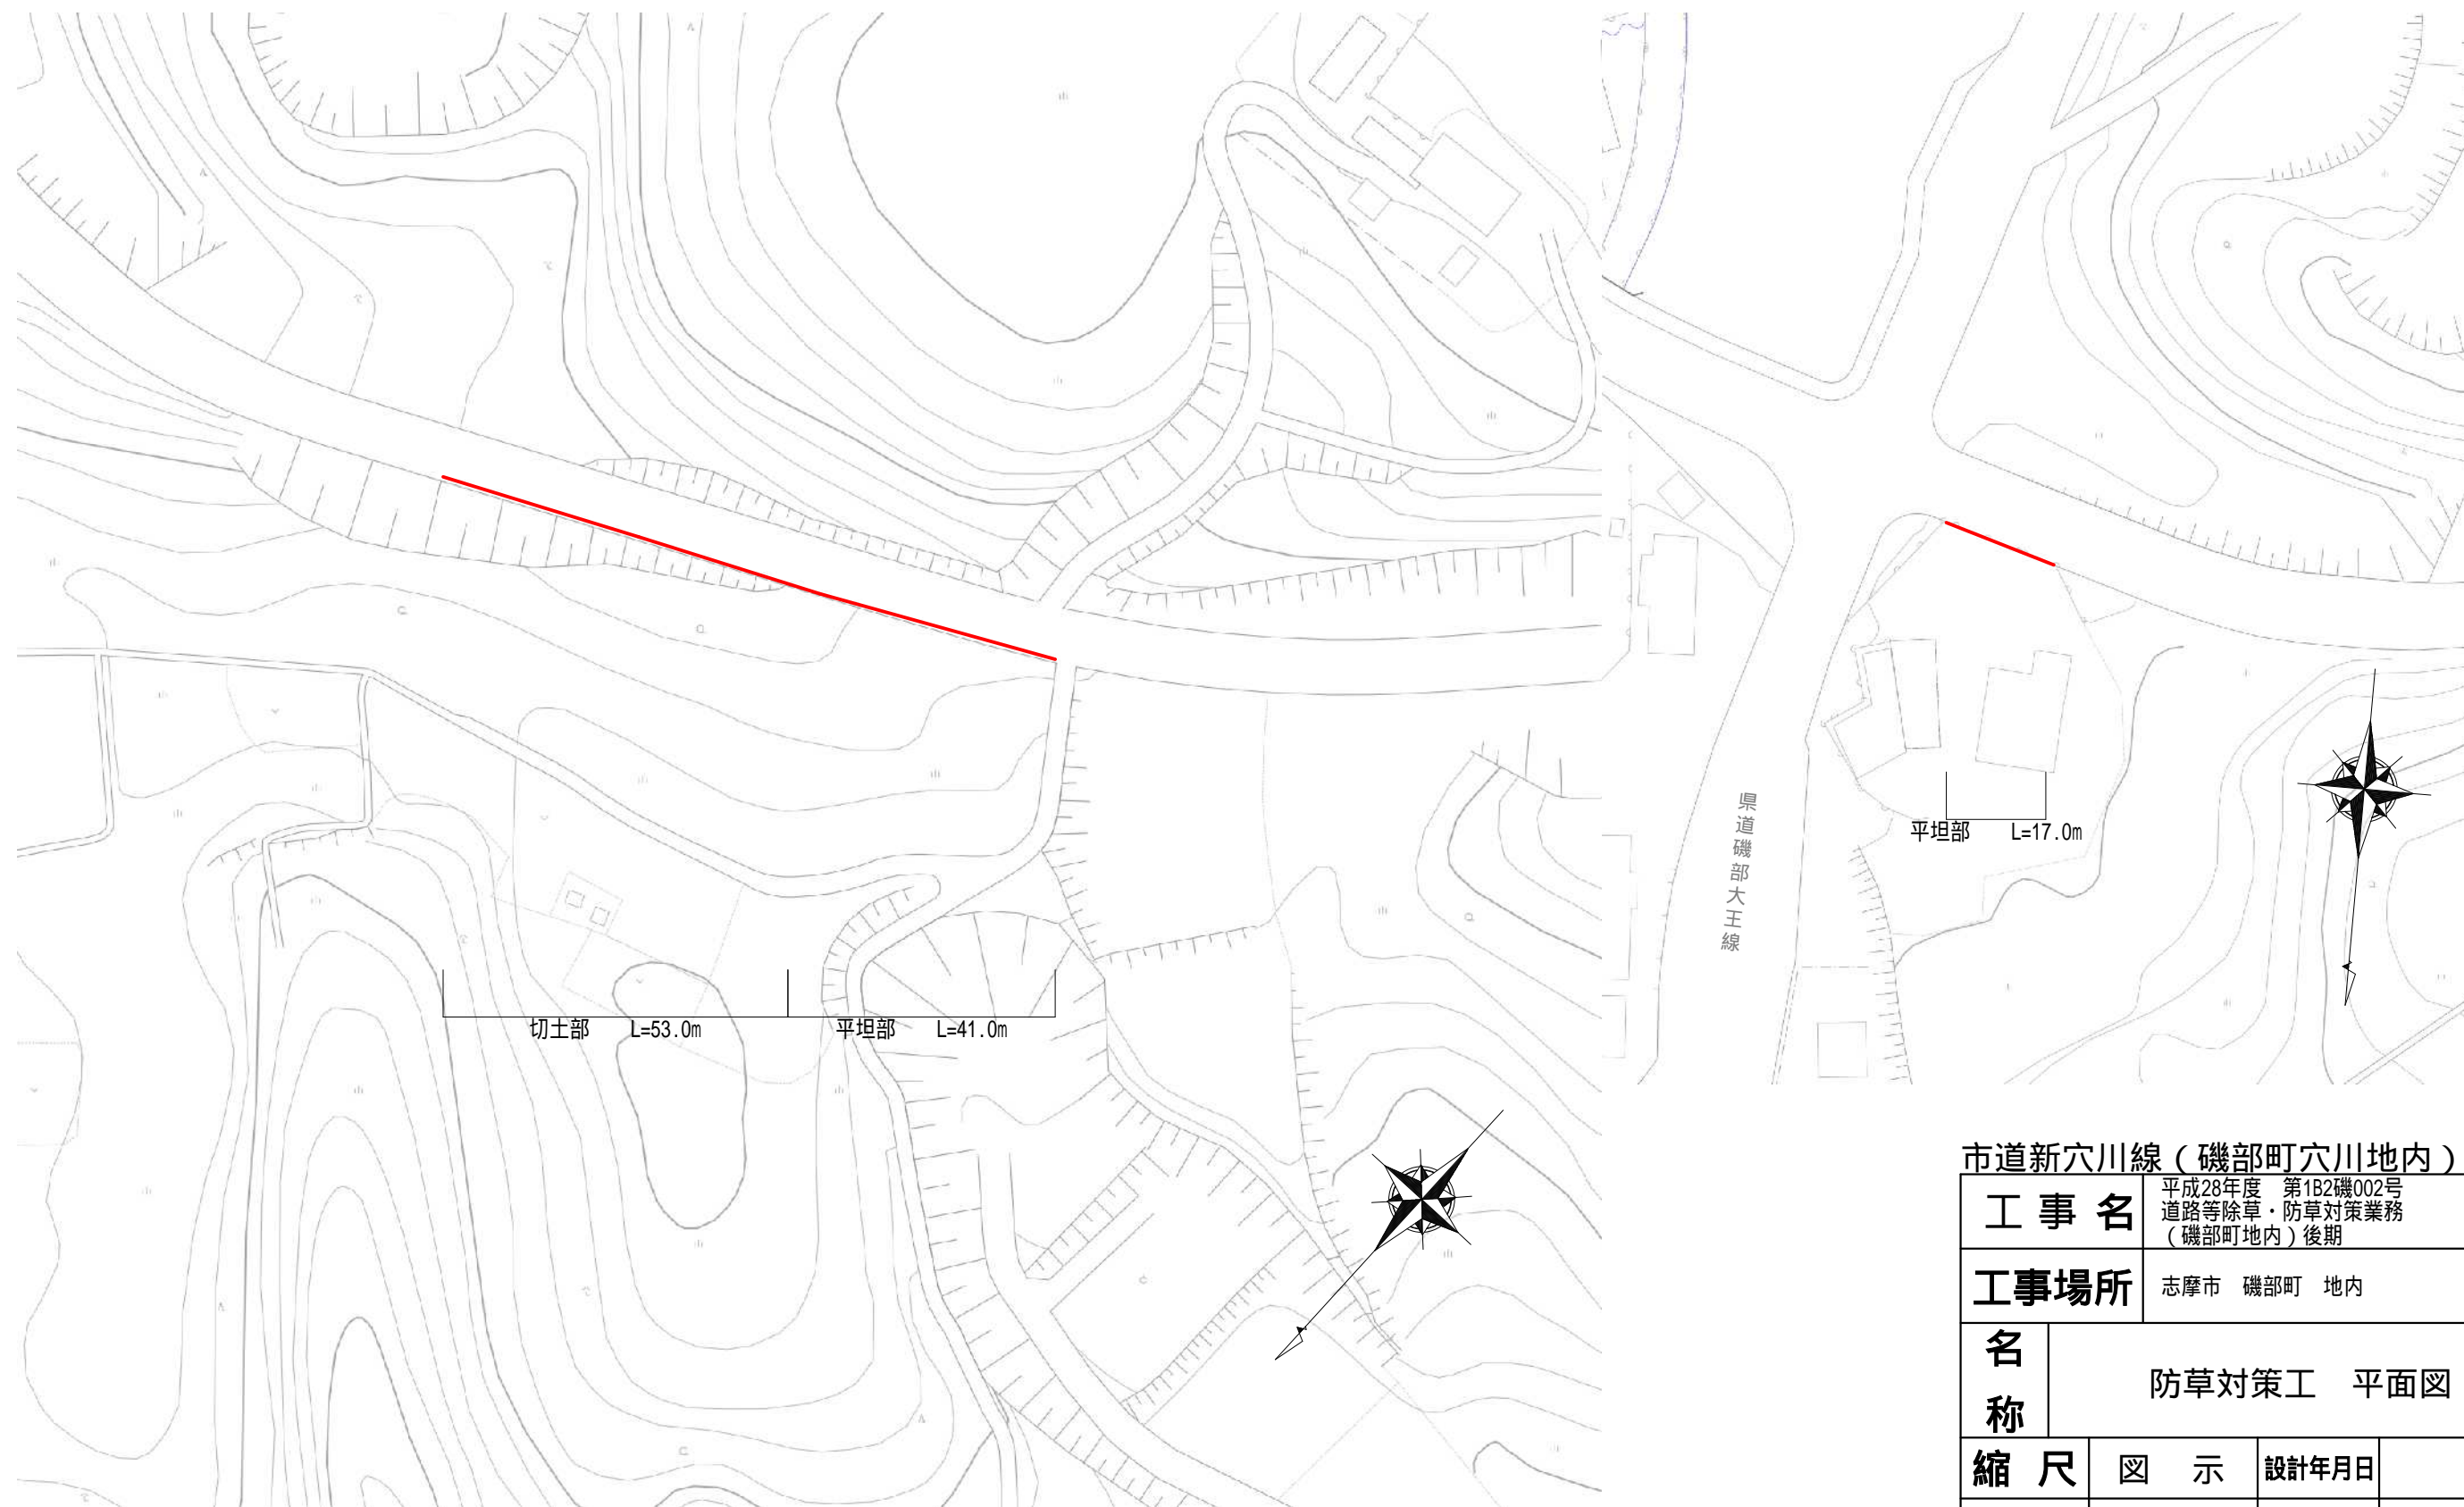 切土部 L=53.0m
平坦部 L=41.0m
県道磯部大王線
平坦部 L=17.0m
市道新穴川線（磯部町穴川地内）
工事名
平成28年度 第1B2磯002号
道路等除草・防草対策業務
（磯部町地内）後期
工事場所
志摩市 磯部町 地内
名称
防草対策工 平面図
縮尺
図示
設計年月日